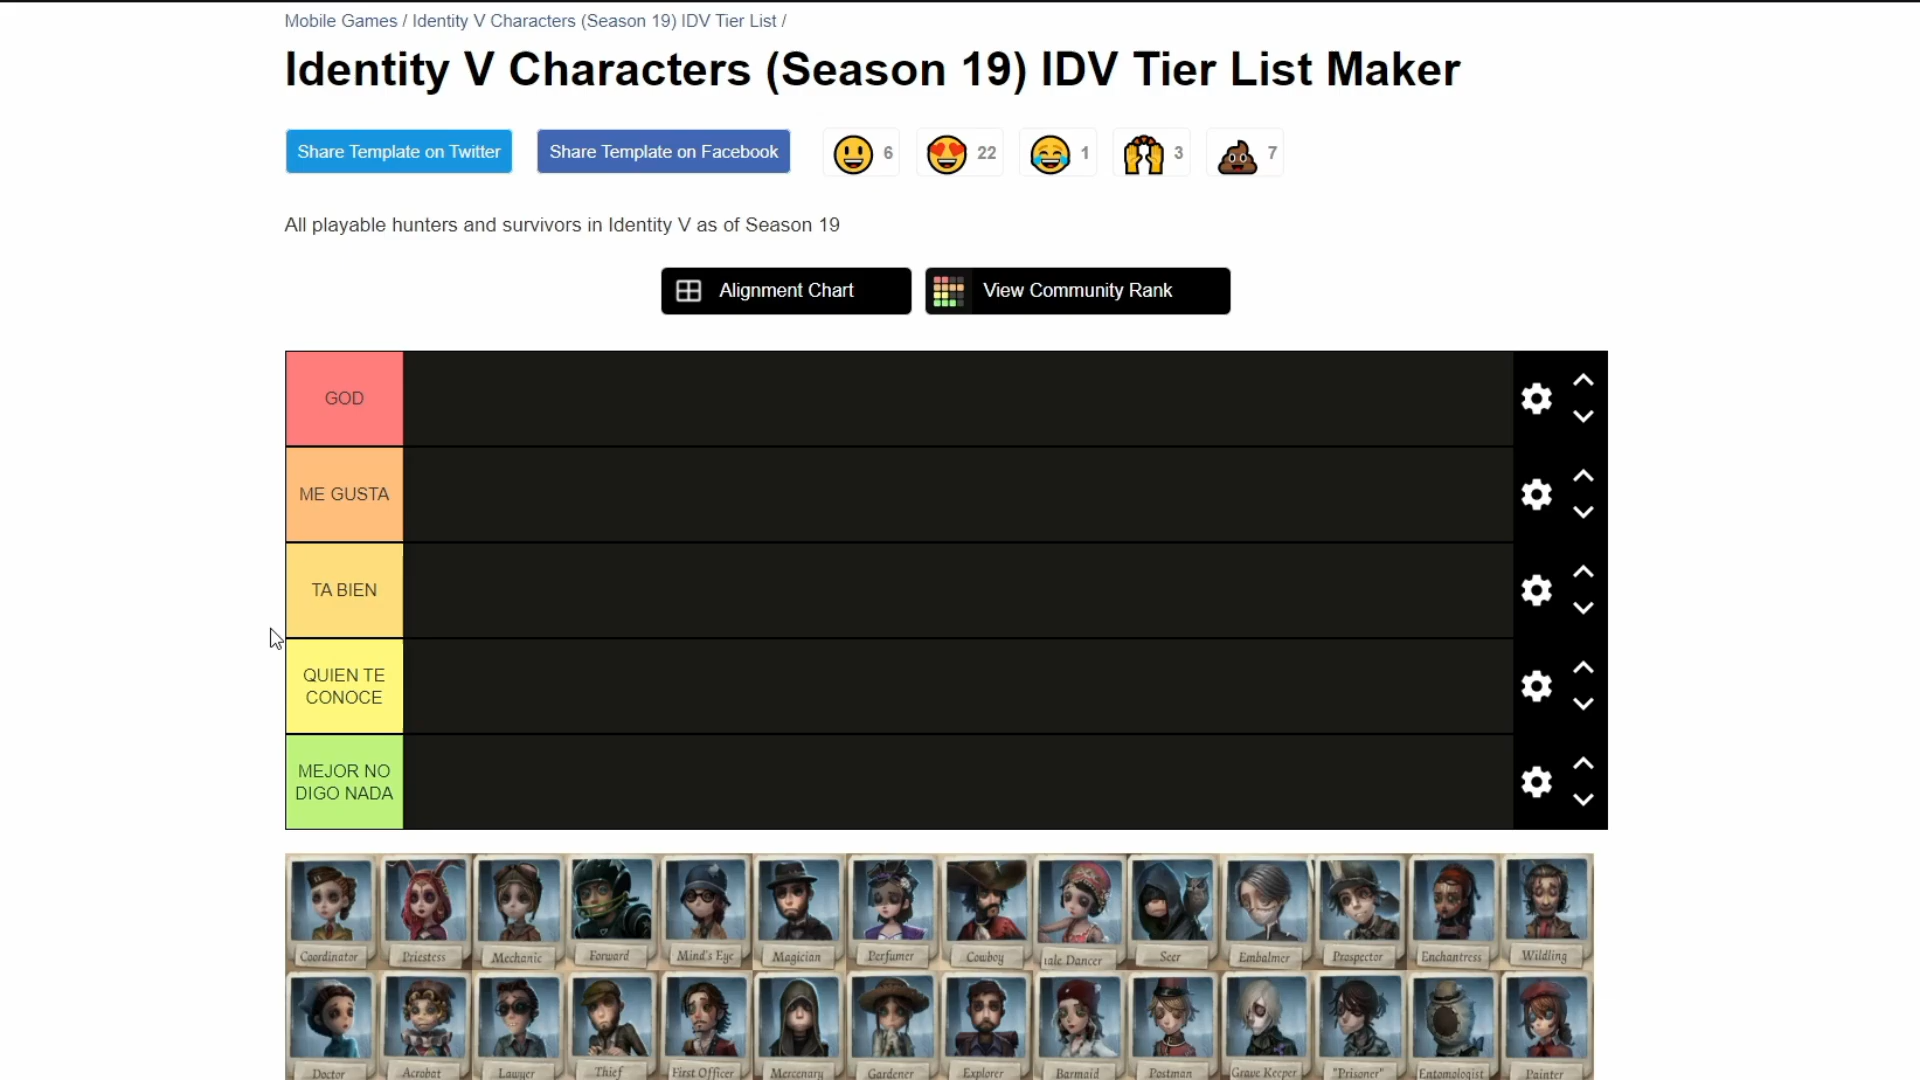 Mobile Games / Identity V Characters (Season 19) IDV Tier List /
Identity V Characters (Season 19) IDV Tier List Maker
Share Template on Twitter
Share Template on Facebook
6
22
1
3
7
All playable hunters and survivors in Identity V as of Season 19
Alignment Chart
View Community Rank
GOD
ME GUSTA
TA BIEN
QUIEN TE
CONOCE
MEJOR NO
DIGO NADA
Coordinator Priestess Mechanic Forward Mind's Eye Magician Perfumer Cowboy Dancer Seer Embalmer Prospector Enchantress Wildling
Doctor Acrobat Lawyer Thief First Officer Mercenary Gardener Explorer Barmaid Postman Grave Keeper "Prisoner" Entomologist Painter